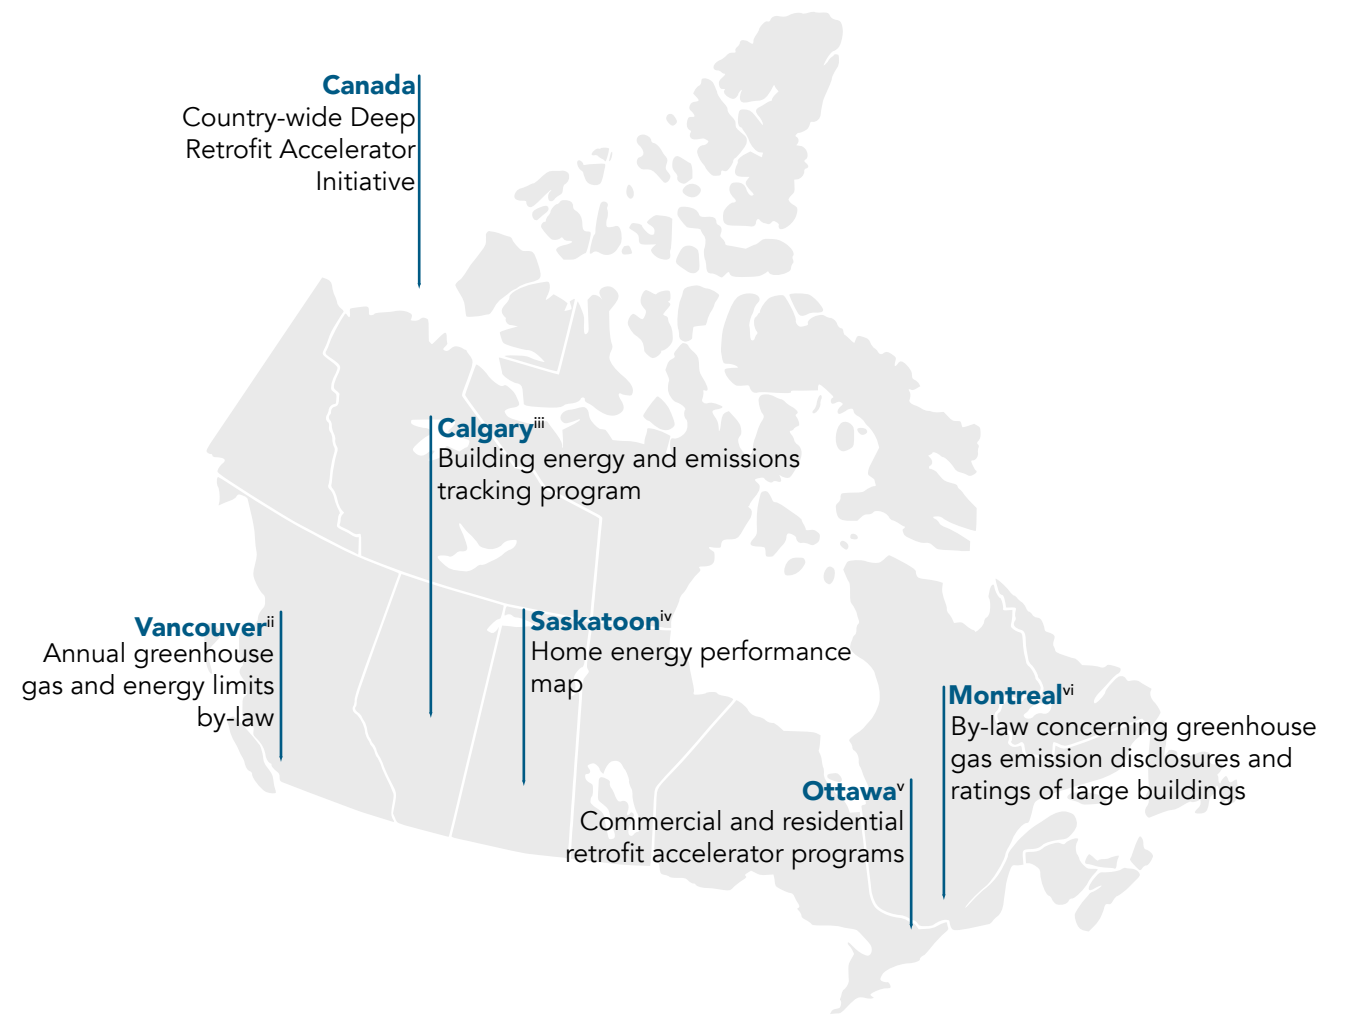 Canada
Country-wide Deep
Retrofit Accelerator
Initiative
Calgaryiii
Building energy and emissions
tracking program
Vancouverii
Annual greenhouse
gas and energy limits
by-law
Saskatooniv
Home energy performance
map
Montrealvi
By-law concerning greenhouse
gas emission disclosures and
ratings of large buildings
Ottawav
Commercial and residential
retrofit accelerator programs